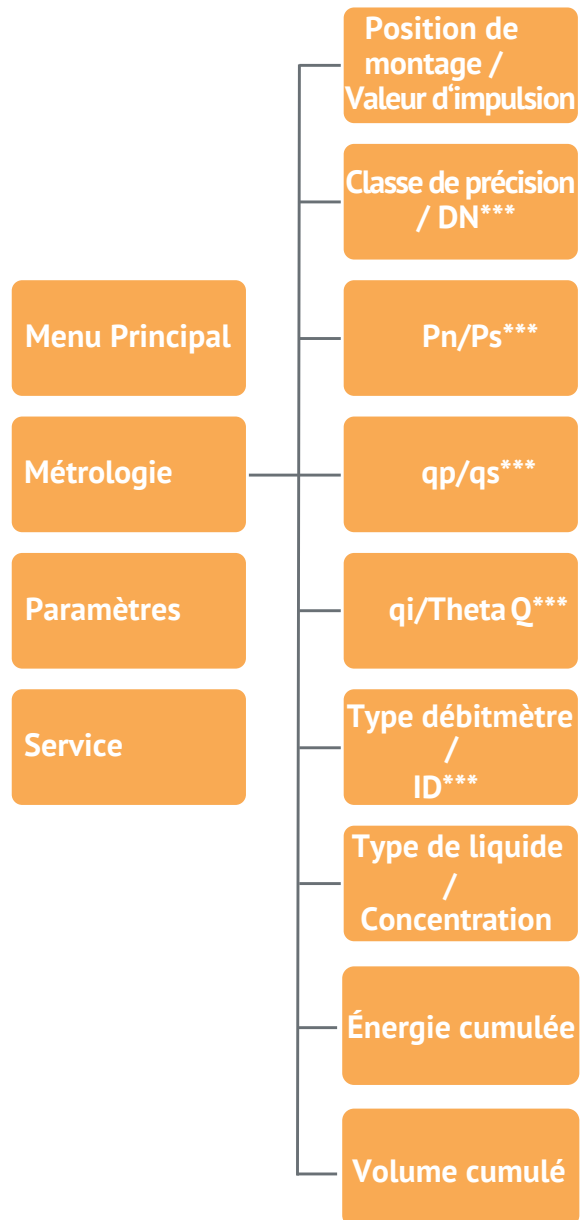 Menu Principal
Métrologie
Paramètres
Service
Position de
montage /
Valeur d'impulsion
Classe de précision
/ DN***
Pn/Ps***
qp/qs***
qi/Theta Q***
Type débitmètre
/
ID***
Type de liquide
/
Concentration
Énergie cumulée
Volume cumulé